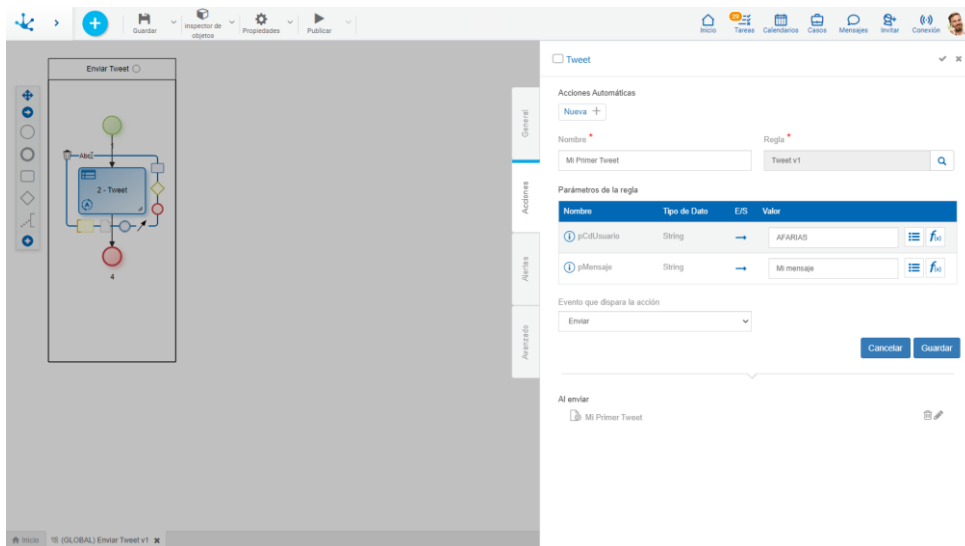 Guardar
Inspector de objetos
Propiedades
Publicar
Inicio
29
Tareas
Calendarios
Casos
Mensajes
Invitar
Conexión
Enviar Tweet
Abs
2 - Tweet
4
General
Acciones
Alertas
Avanzado
Tweet
Acciones Automáticas
Nueva +
Nombre *
Regla *
Mi Primer Tweet
Tweet v1
Parámetros de la regla
Nombre Tipo de Dato E/S Valor
pCdUsuario String → AFARIAS f(x)
pMensaje String → Mi mensaje f(x)
Evento que dispara la acción
Enviar
Cancelar Guardar
Al enviar
Mi Primer Tweet
Inicio
(GLOBAL) Enviar Tweet v1